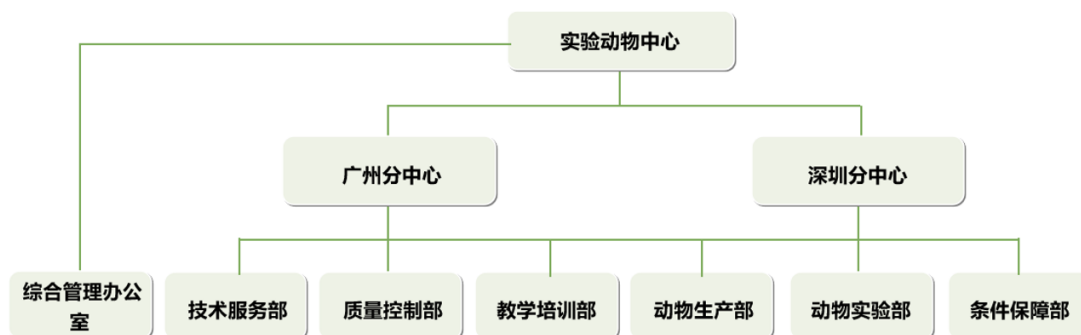 实验动物中心
广州分中心
深圳分中心
综合管理办公
室
技术服务部
质量控制部
教学培训部
动物生产部
动物实验部
条件保障部